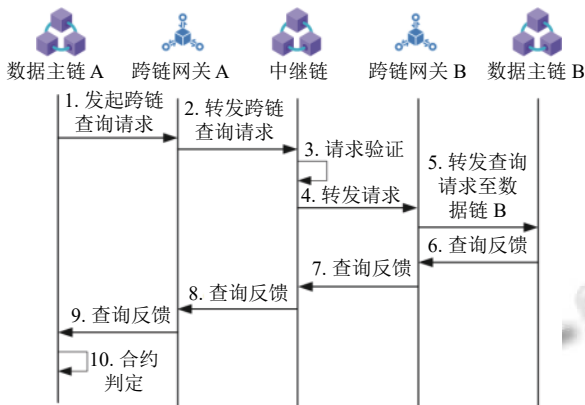 数据主链 A
跨链网关 A
中继链
跨链网关 B
数据主链 B
1. 发起跨链
查询请求
2. 转发跨链
查询请求
3. 请求验证
4. 转发请求
5. 转发查询
请求至数
据链 B
6. 查询反馈
7. 查询反馈
8. 查询反馈
9. 查询反馈
10. 合约
判定